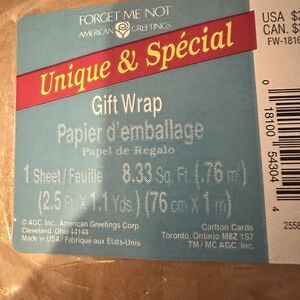 FORGET ME NOT
AMERICAN GREETINGS
Unique & Spécial
Gift Wrap
Papier d'emballage
Papel de Regalo
1 Sheet/Feuille 8.33 Sq. Ft. (.76 m²)
(2.5 Ft. X 1.1 Yds.) (76 cm X 1 m)
© AGC, Inc. American Greetings Corp.
Cleveland, Ohio 44144
Made in USA / Fabriqué aux Etats-Unis
Carlton Cards
Toronto, Ontario M8Z 1S7
TM / MC AGC, Inc.
USA $
CAN. $
FW-1816
0 18100 54304 4
2558